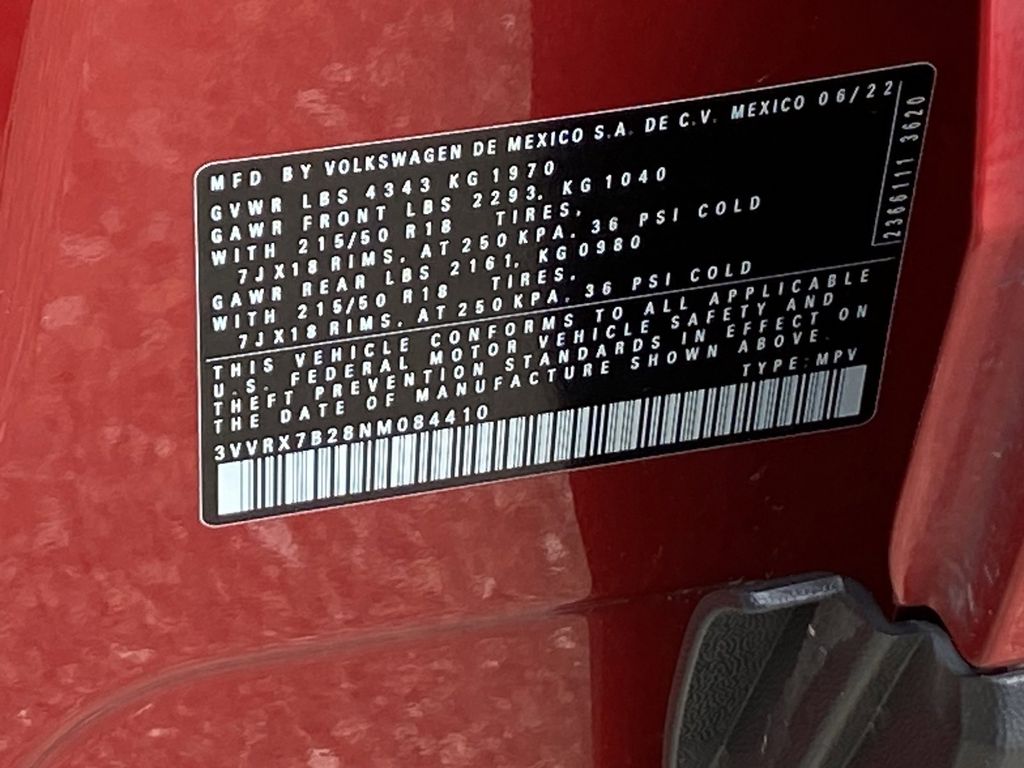 MFD BY VOLKSWAGEN DE MEXICO S.A. DE C.V. MEXICO 06/22
GVWR LBS 4343 KG 1970
GAWR FRONT LBS 2293, KG 1040
WITH 215/50 R18 TIRES,
7JX18 RIMS, AT 250 KPA, 36 PSI COLD
GAWR REAR LBS 2161, KG 0980
WITH 215/50 R18 TIRES,
7JX18 RIMS, AT 250 KPA, 36 PSI COLD
THIS VEHICLE CONFORMS TO ALL APPLICABLE
U.S. FEDERAL MOTOR VEHICLE SAFETY AND
THEFT PREVENTION STANDARDS IN EFFECT ON
THE DATE OF MANUFACTURE SHOWN ABOVE.
3VVRX7B28NM084410 TYPE: MPV
2366111 3620